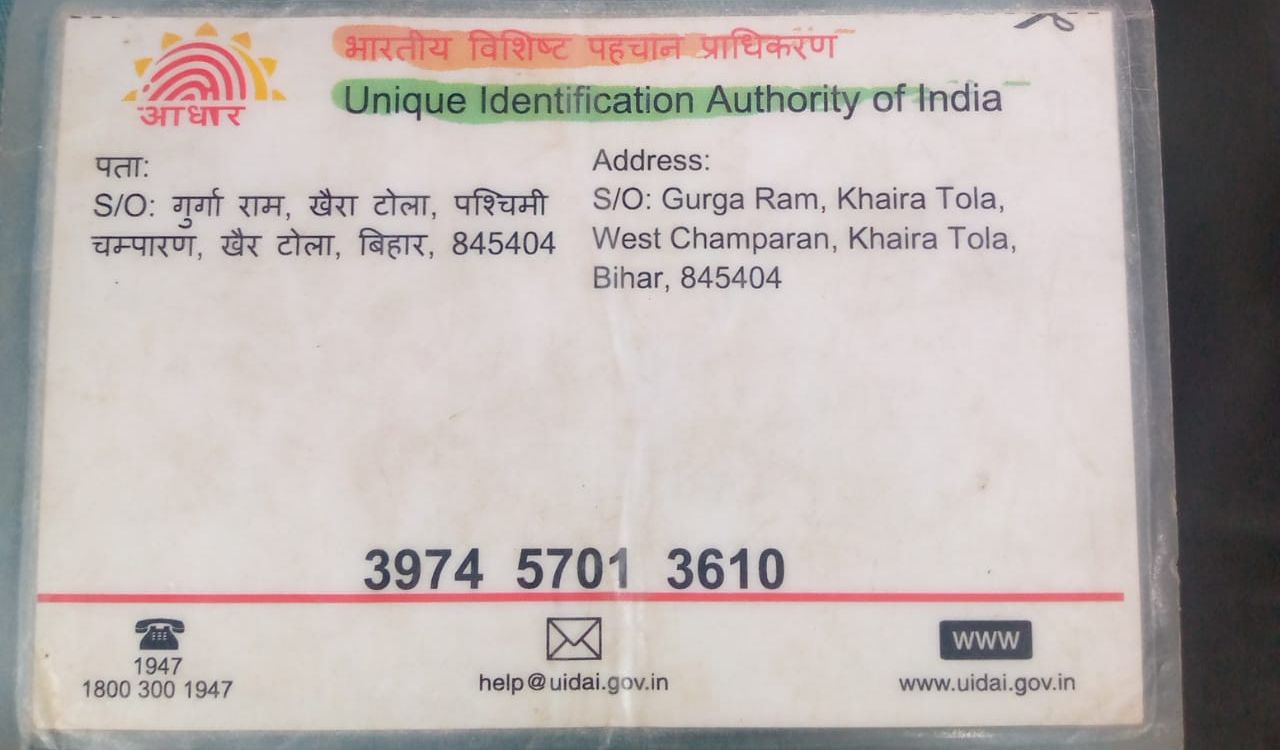 आधार
भारतीय विशिष्ट पहचान प्राधिकरण
Unique Identification Authority of India
पता:
S/O: गुर्गा राम, खैरा टोला, पश्चिमी
चम्पारण, खैर टोला, बिहार, 845404
Address:
S/O: Gurga Ram, Khaira Tola,
West Champaran, Khaira Tola,
Bihar, 845404
3974 5701 3610
1947
1800 300 1947
help@uidai.gov.in
www
www.uidai.gov.in